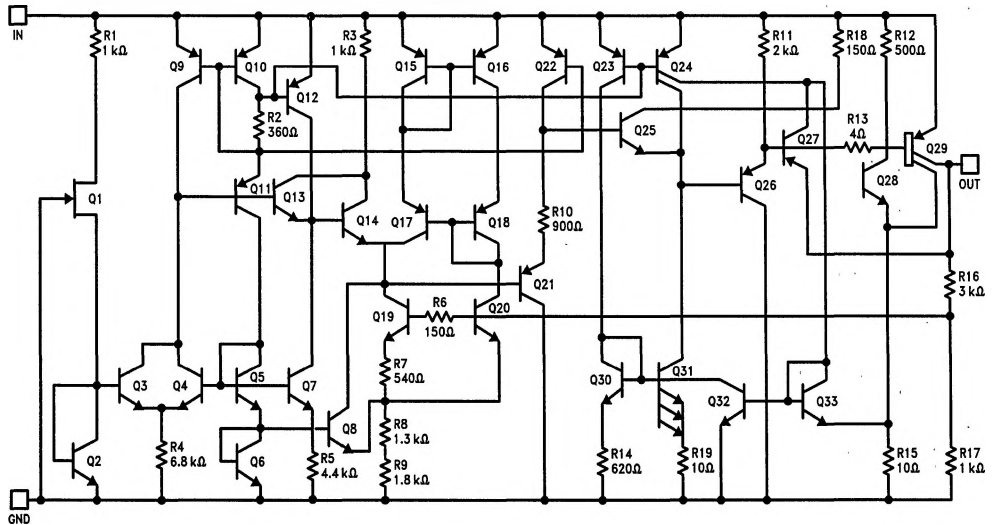 IN
R1
1 kΩ
Q9
Q10
Q12
R3
1 kΩ
Q15
Q16
Q22
Q23
Q24
R11
2 kΩ
R18
150Ω
R12
500Ω
R2
360Ω
Q25
Q27
R13
4Ω
Q29
OUT
Q1
Q11
Q13
Q14
Q17
Q18
R10
900Ω
Q26
Q28
Q21
R16
3 kΩ
Q19
R6
150Ω
Q20
R7
540Ω
Q3
Q4
Q5
Q7
Q30
Q31
Q32
Q33
Q8
R8
1.3 kΩ
Q2
R4
6.8 kΩ
Q6
R5
4.4 kΩ
R9
1.8 kΩ
R14
620Ω
R19
10Ω
R15
10Ω
R17
1 kΩ
GND